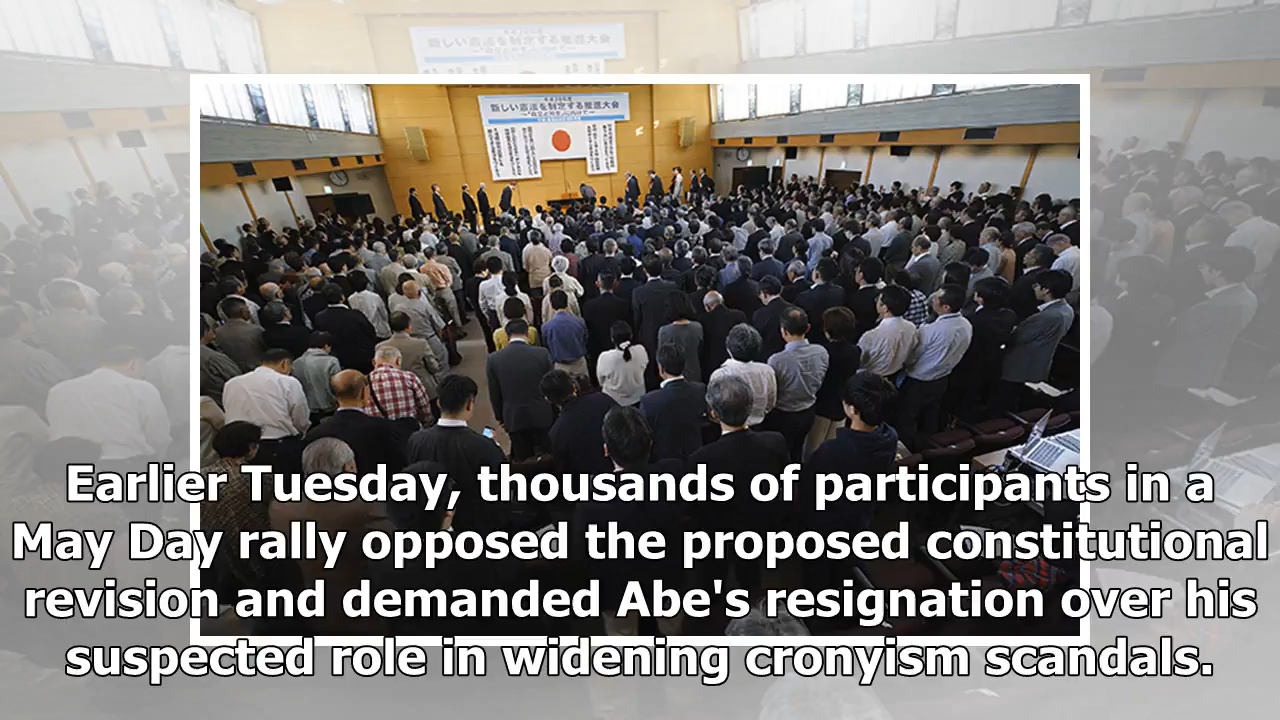 新しい憲法を制定する推進大会
Earlier Tuesday, thousands of participants in a
May Day rally opposed the proposed constitutional
revision and demanded Abe's resignation over his
suspected role in widening cronyism scandals.